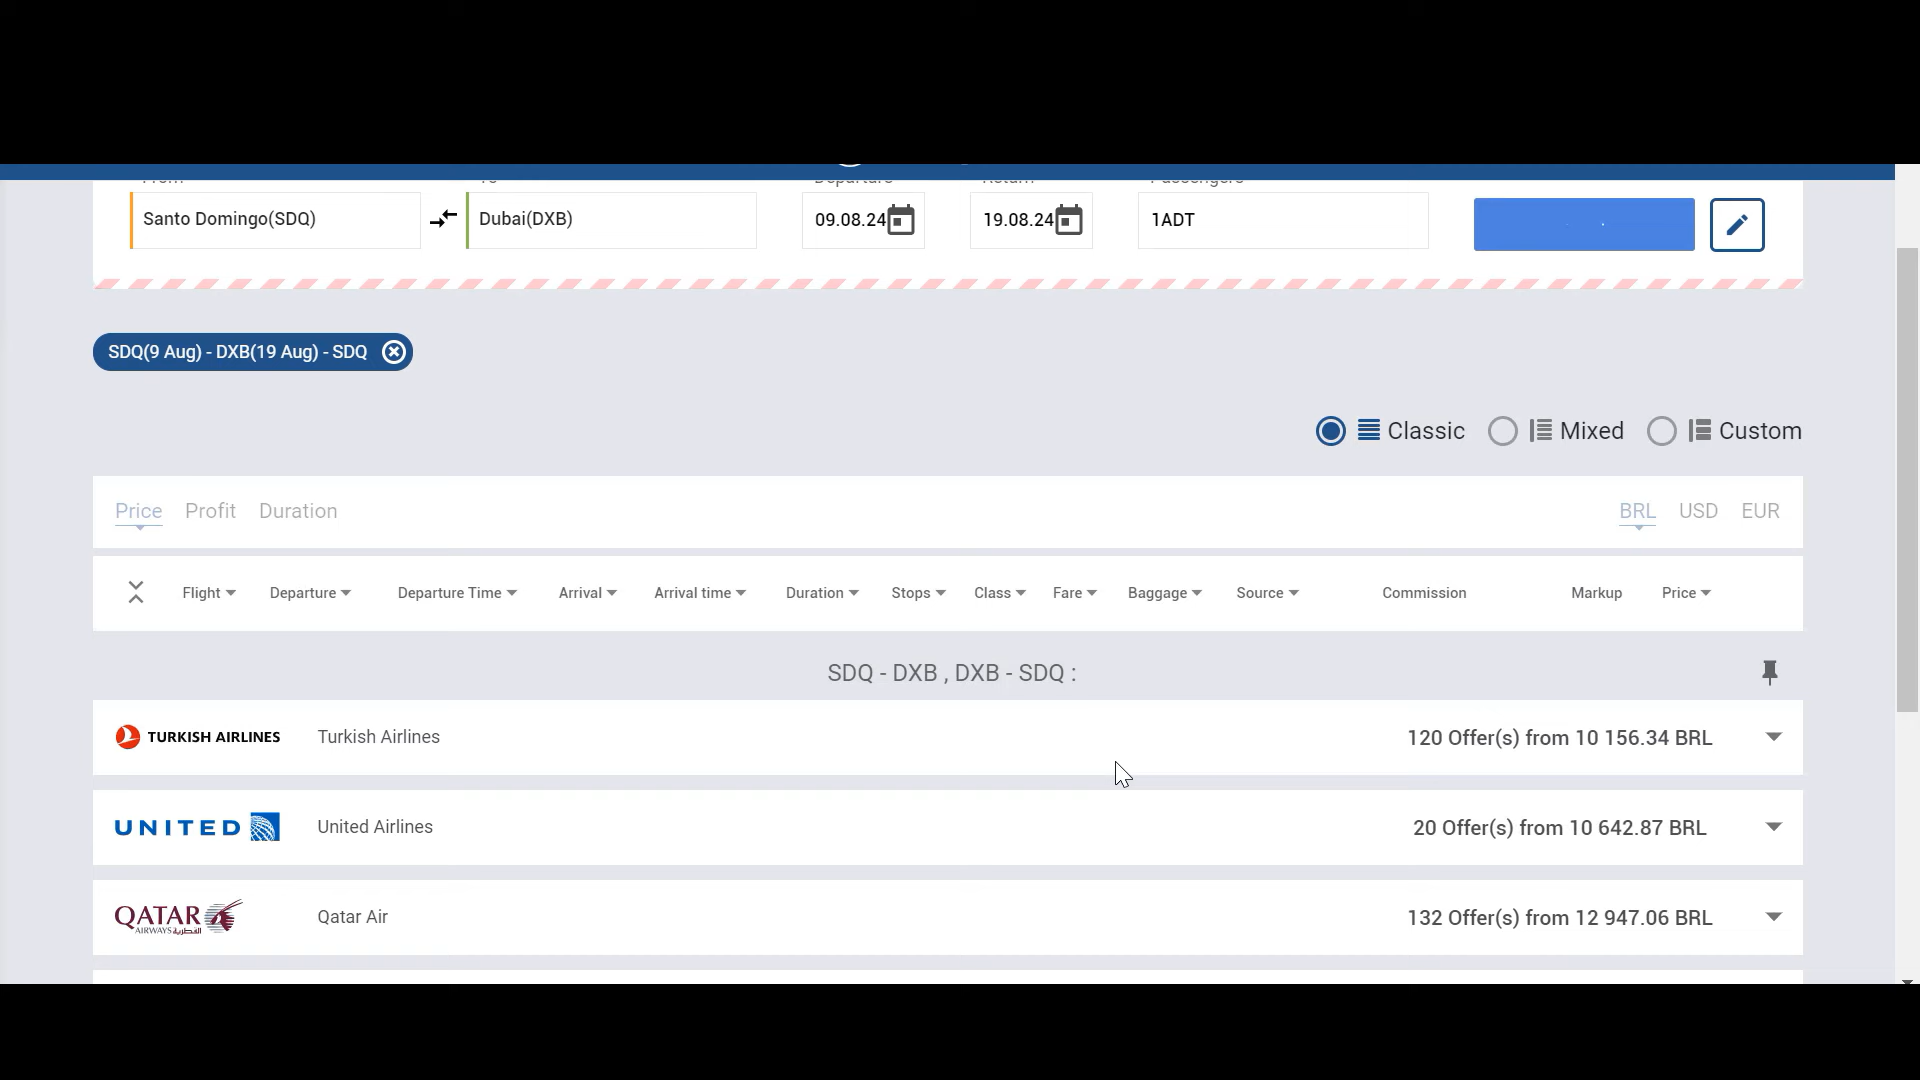 Santo Domingo(SDQ) Dubai(DXB) 09.08.24 19.08.24 1ADT
SDQ(9 Aug) - DXB(19 Aug) - SDQ
Classic Mixed Custom
Price Profit Duration BRL USD EUR
Flight Departure Departure Time Arrival Arrival time Duration Stops Class Fare Baggage Source Commission Markup Price
SDQ - DXB , DXB - SDQ :
TURKISH AIRLINES Turkish Airlines 120 Offer(s) from 10 156.34 BRL
UNITED United Airlines 20 Offer(s) from 10 642.87 BRL
QATAR Qatar Air 132 Offer(s) from 12 947.06 BRL
AIRWAYS القطرية